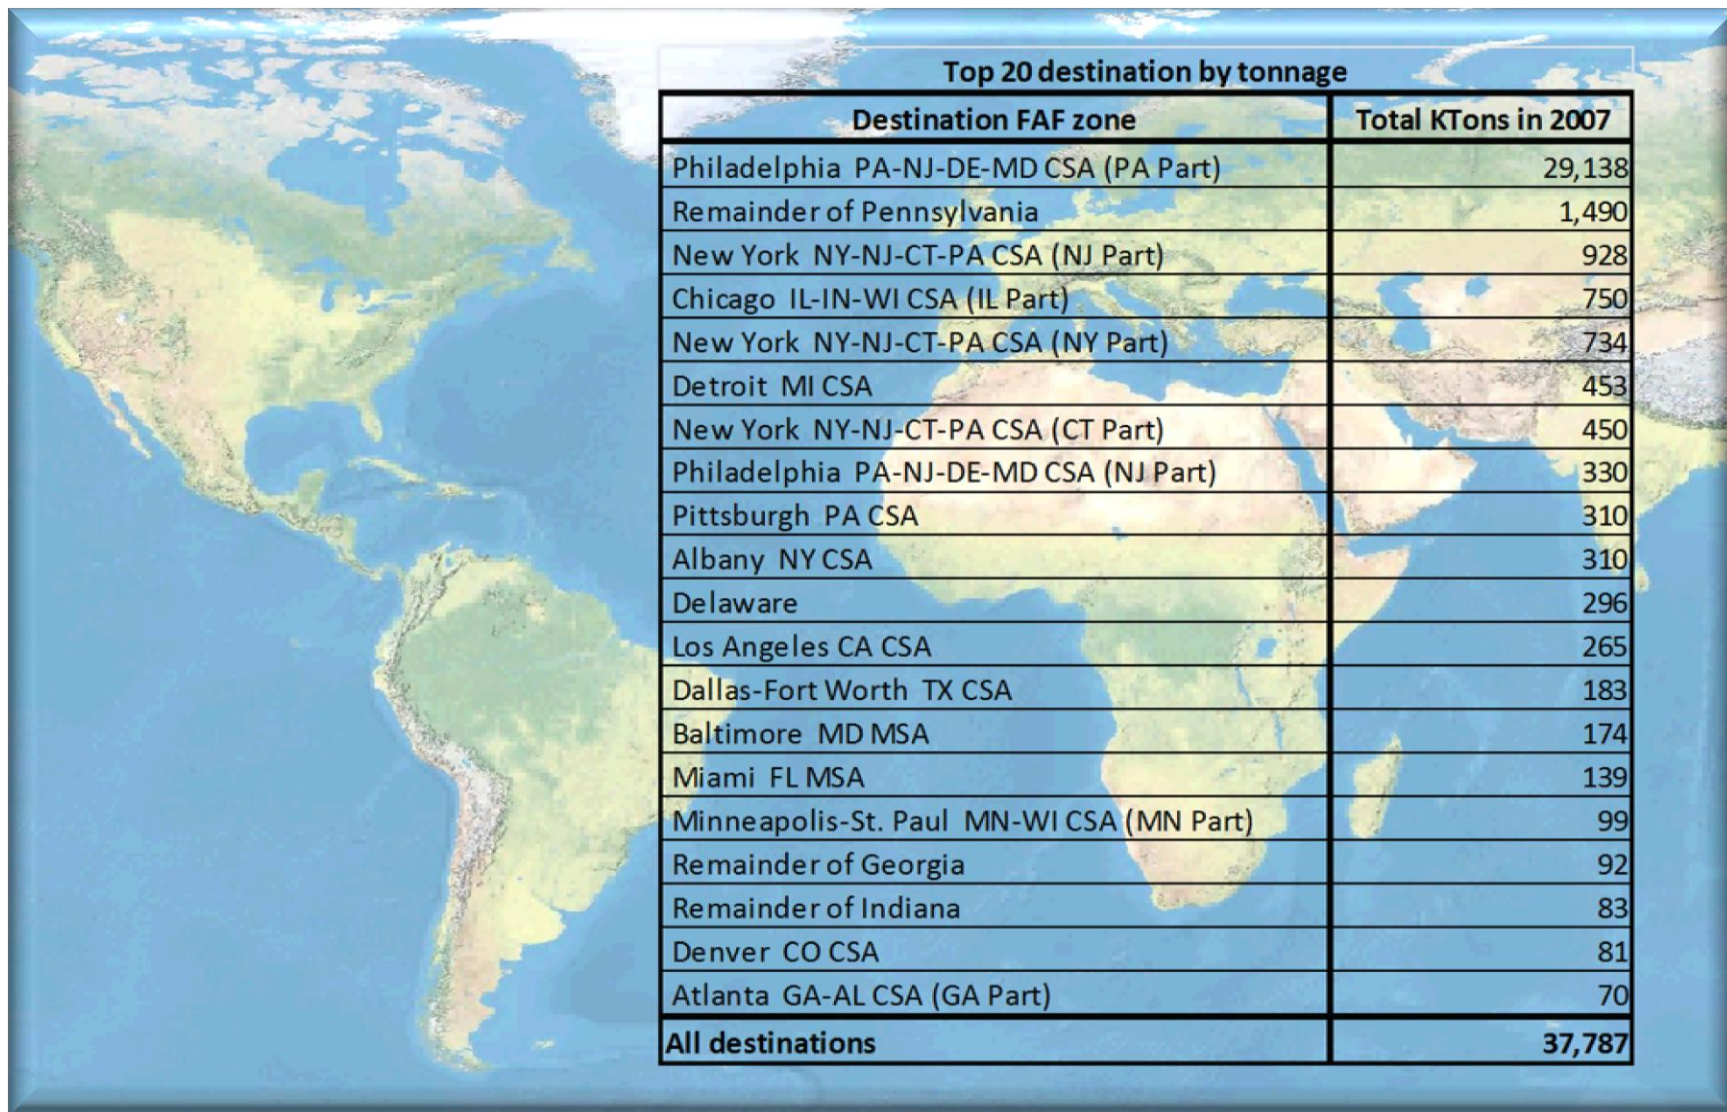 Top 20 destination by tonnage
Destination FAF zone Total KTons in 2007
Philadelphia PA-NJ-DE-MD CSA (PA Part) 29,138
Remainder of Pennsylvania 1,490
New York NY-NJ-CT-PA CSA (NJ Part) 928
Chicago IL-IN-WI CSA (IL Part) 750
New York NY-NJ-CT-PA CSA (NY Part) 734
Detroit MI CSA 453
New York NY-NJ-CT-PA CSA (CT Part) 450
Philadelphia PA-NJ-DE-MD CSA (NJ Part) 330
Pittsburgh PA CSA 310
Albany NY CSA 310
Delaware 296
Los Angeles CA CSA 265
Dallas-Fort Worth TX CSA 183
Baltimore MD MSA 174
Miami FL MSA 139
Minneapolis-St. Paul MN-WI CSA (MN Part) 99
Remainder of Georgia 92
Remainder of Indiana 83
Denver CO CSA 81
Atlanta GA-AL CSA (GA Part) 70
All destinations 37,787